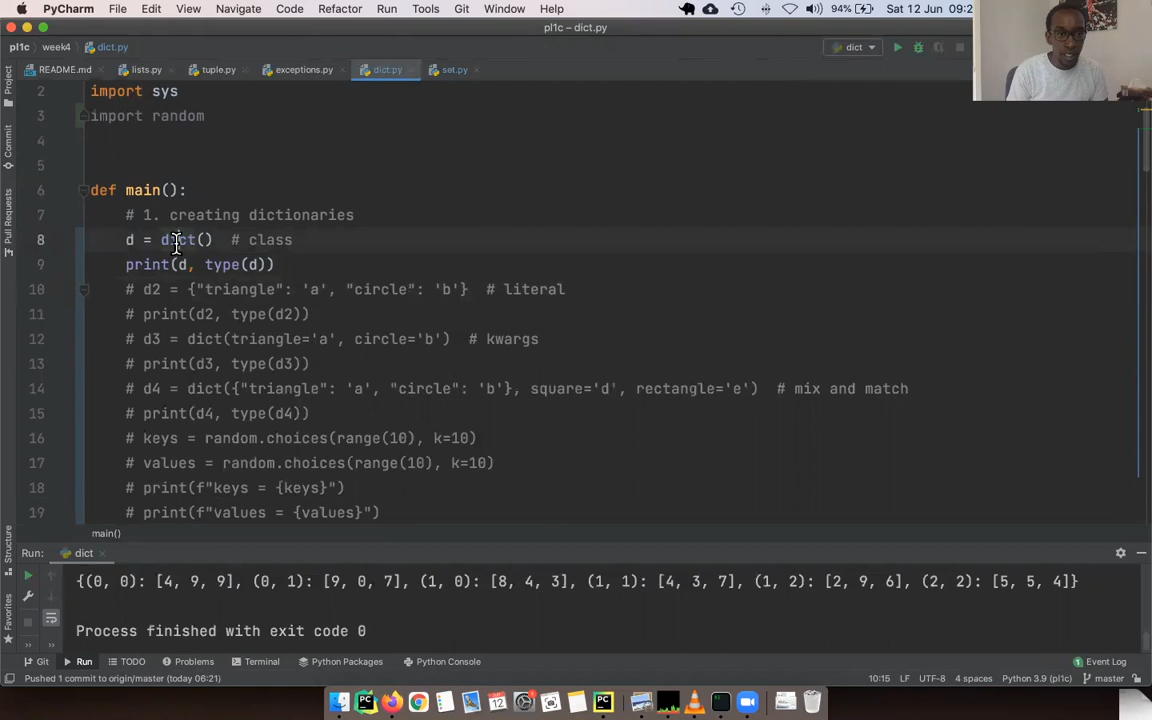 PyCharm File Edit View Navigate Code Refactor Run Tools Git Window Help 94% Sat 12 Jun 09:2
pl1c – dict.py
pl1c week4 dict.py dict
README.md lists.py tuple.py exceptions.py dict.py set.py
Project
Commit
Pull Requests
Structure
Favorites
2 import sys
3 import random
4
5
6 def main():
7 # 1. creating dictionaries
8 d = dict() # class
9 print(d, type(d))
10 # d2 = {"triangle": 'a', "circle": 'b'} # literal
11 # print(d2, type(d2))
12 # d3 = dict(triangle='a', circle='b') # kwargs
13 # print(d3, type(d3))
14 # d4 = dict({"triangle": 'a', "circle": 'b'}, square='d', rectangle='e') # mix and match
15 # print(d4, type(d4))
16 # keys = random.choices(range(10), k=10)
17 # values = random.choices(range(10), k=10)
18 # print(f"keys = {keys}")
19 # print(f"values = {values}")
main()
Run: dict
{(0, 0): [4, 9, 9], (0, 1): [9, 0, 7], (1, 0): [8, 4, 3], (1, 1): [4, 3, 7], (1, 2): [2, 9, 6], (2, 2): [5, 5, 4]}
Process finished with exit code 0
Git Run TODO Problems Terminal Python Packages Python Console Event Log
Pushed 1 commit to origin/master (today 06:21) 10:15 LF UTF-8 4 spaces Python 3.9 (pl1c) master